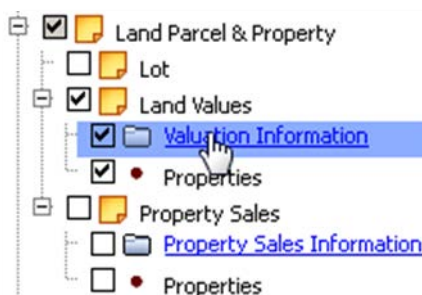 Land Parcel & Property
Lot
Land Values
Valuation Information
Properties
Property Sales
Property Sales Information
Properties